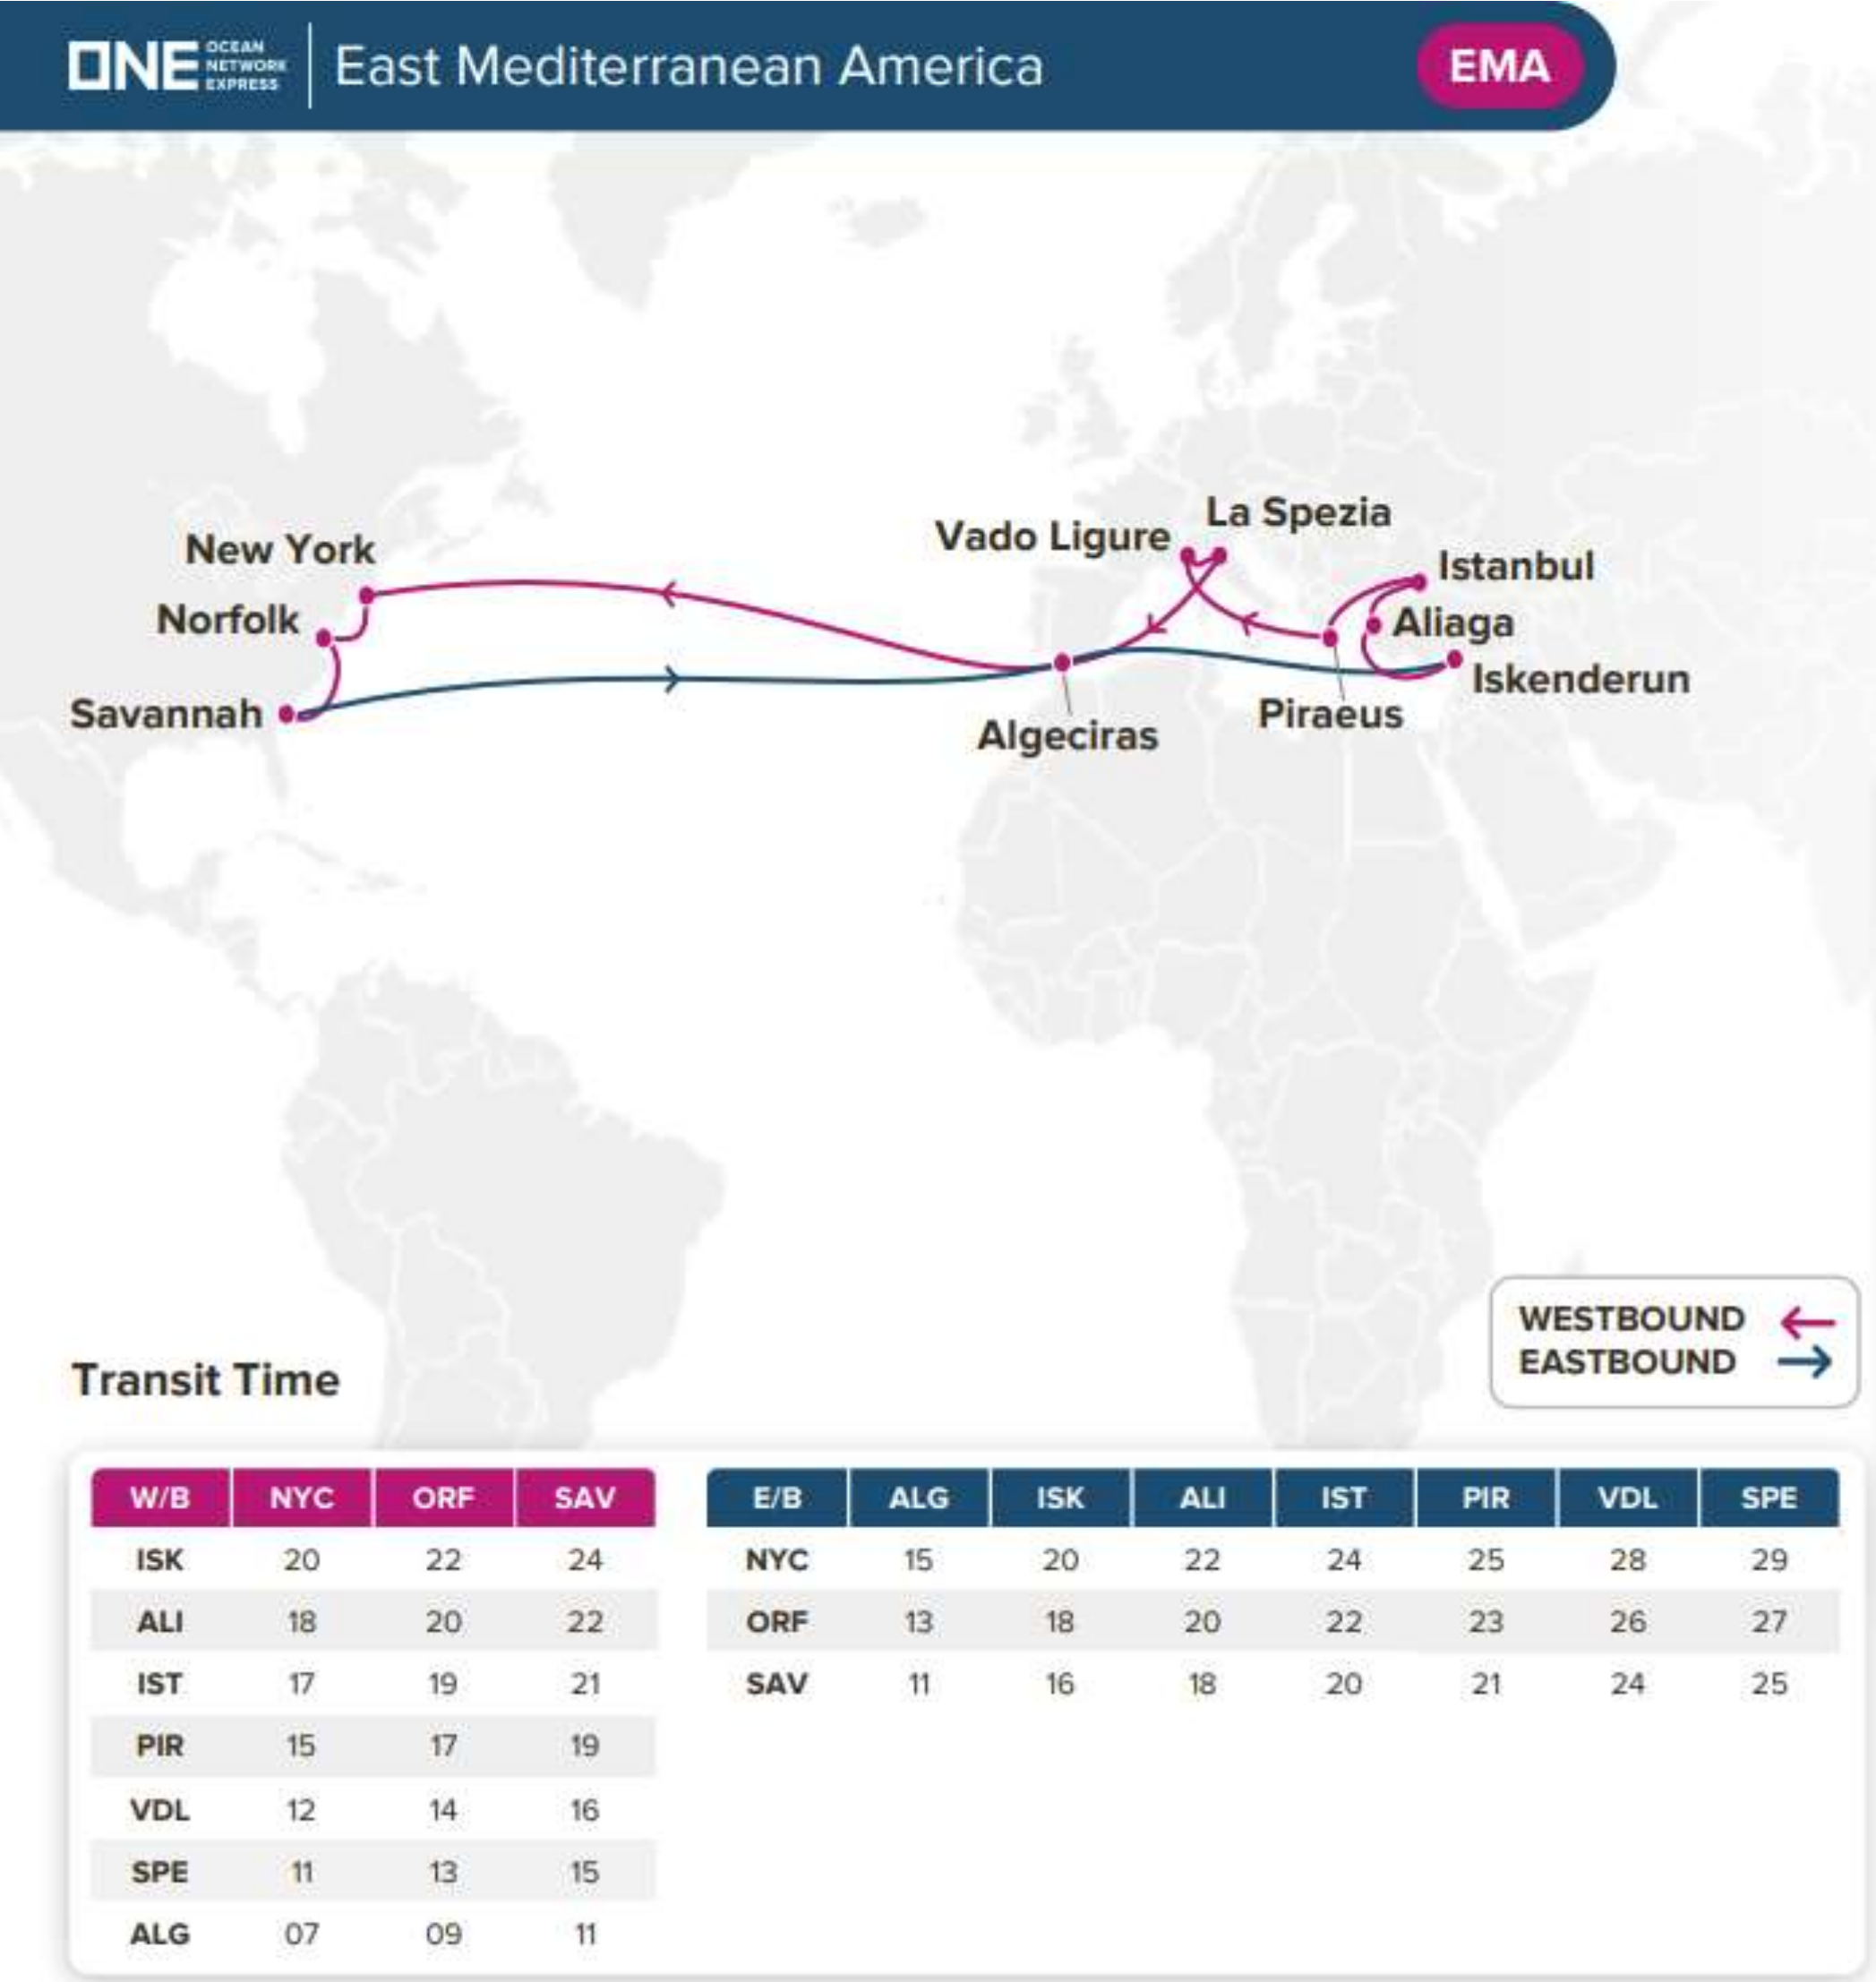 ONE OCEAN NETWORK EXPRESS
East Mediterranean America
EMA
La Spezia
Vado Ligure
New York
Istanbul
Norfolk
Aliaga
Iskenderun
Savannah
Piraeus
Algeciras
WESTBOUND
EASTBOUND
Transit Time
W/B NYC ORF SAV
ISK 20 22 24
ALI 18 20 22
IST 17 19 21
PIR 15 17 19
VDL 12 14 16
SPE 11 13 15
ALG 07 09 11
E/B ALG ISK ALI IST PIR VDL SPE
NYC 15 20 22 24 25 28 29
ORF 13 18 20 22 23 26 27
SAV 11 16 18 20 21 24 25